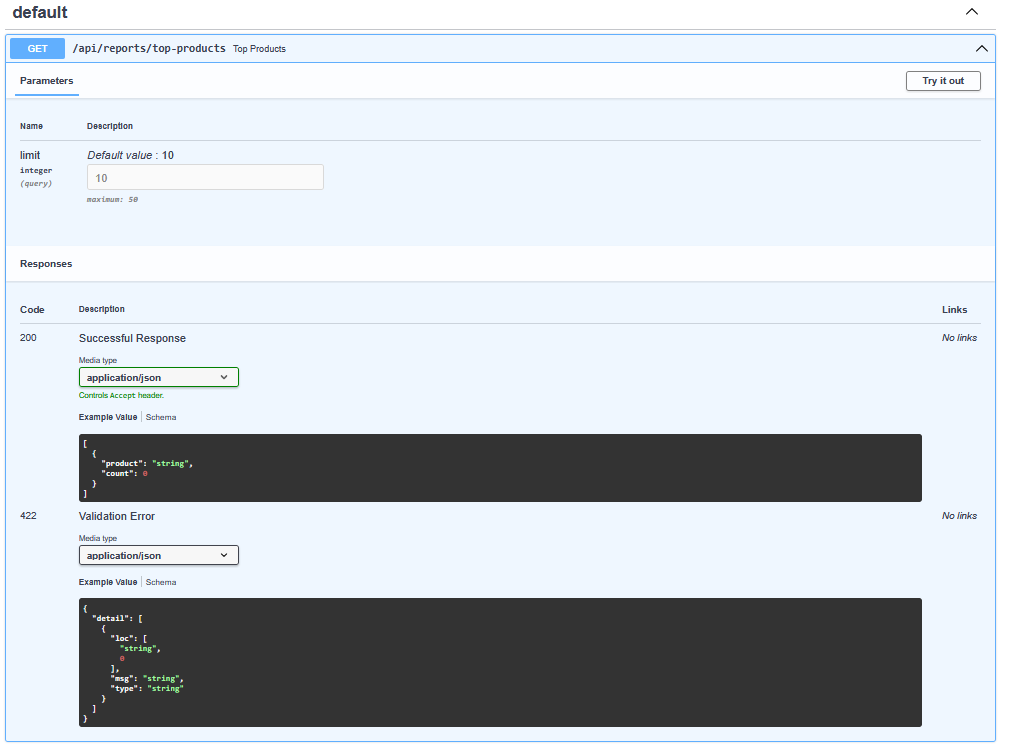 default
GET /api/reports/top-products Top Products
Parameters
Try it out
Name Description
limit Default value : 10
integer
(query)
10
maximum: 50
Responses
Code Description Links
200 Successful Response No links
Media type
application/json
Controls Accept header.
Example Value Schema
[
  {
    "product": "string",
    "count": 0
  }
]
422 Validation Error No links
Media type
application/json
Example Value Schema
{
  "detail": [
    {
      "loc": [
        "string",
        0
      ],
      "msg": "string",
      "type": "string"
    }
  ]
}